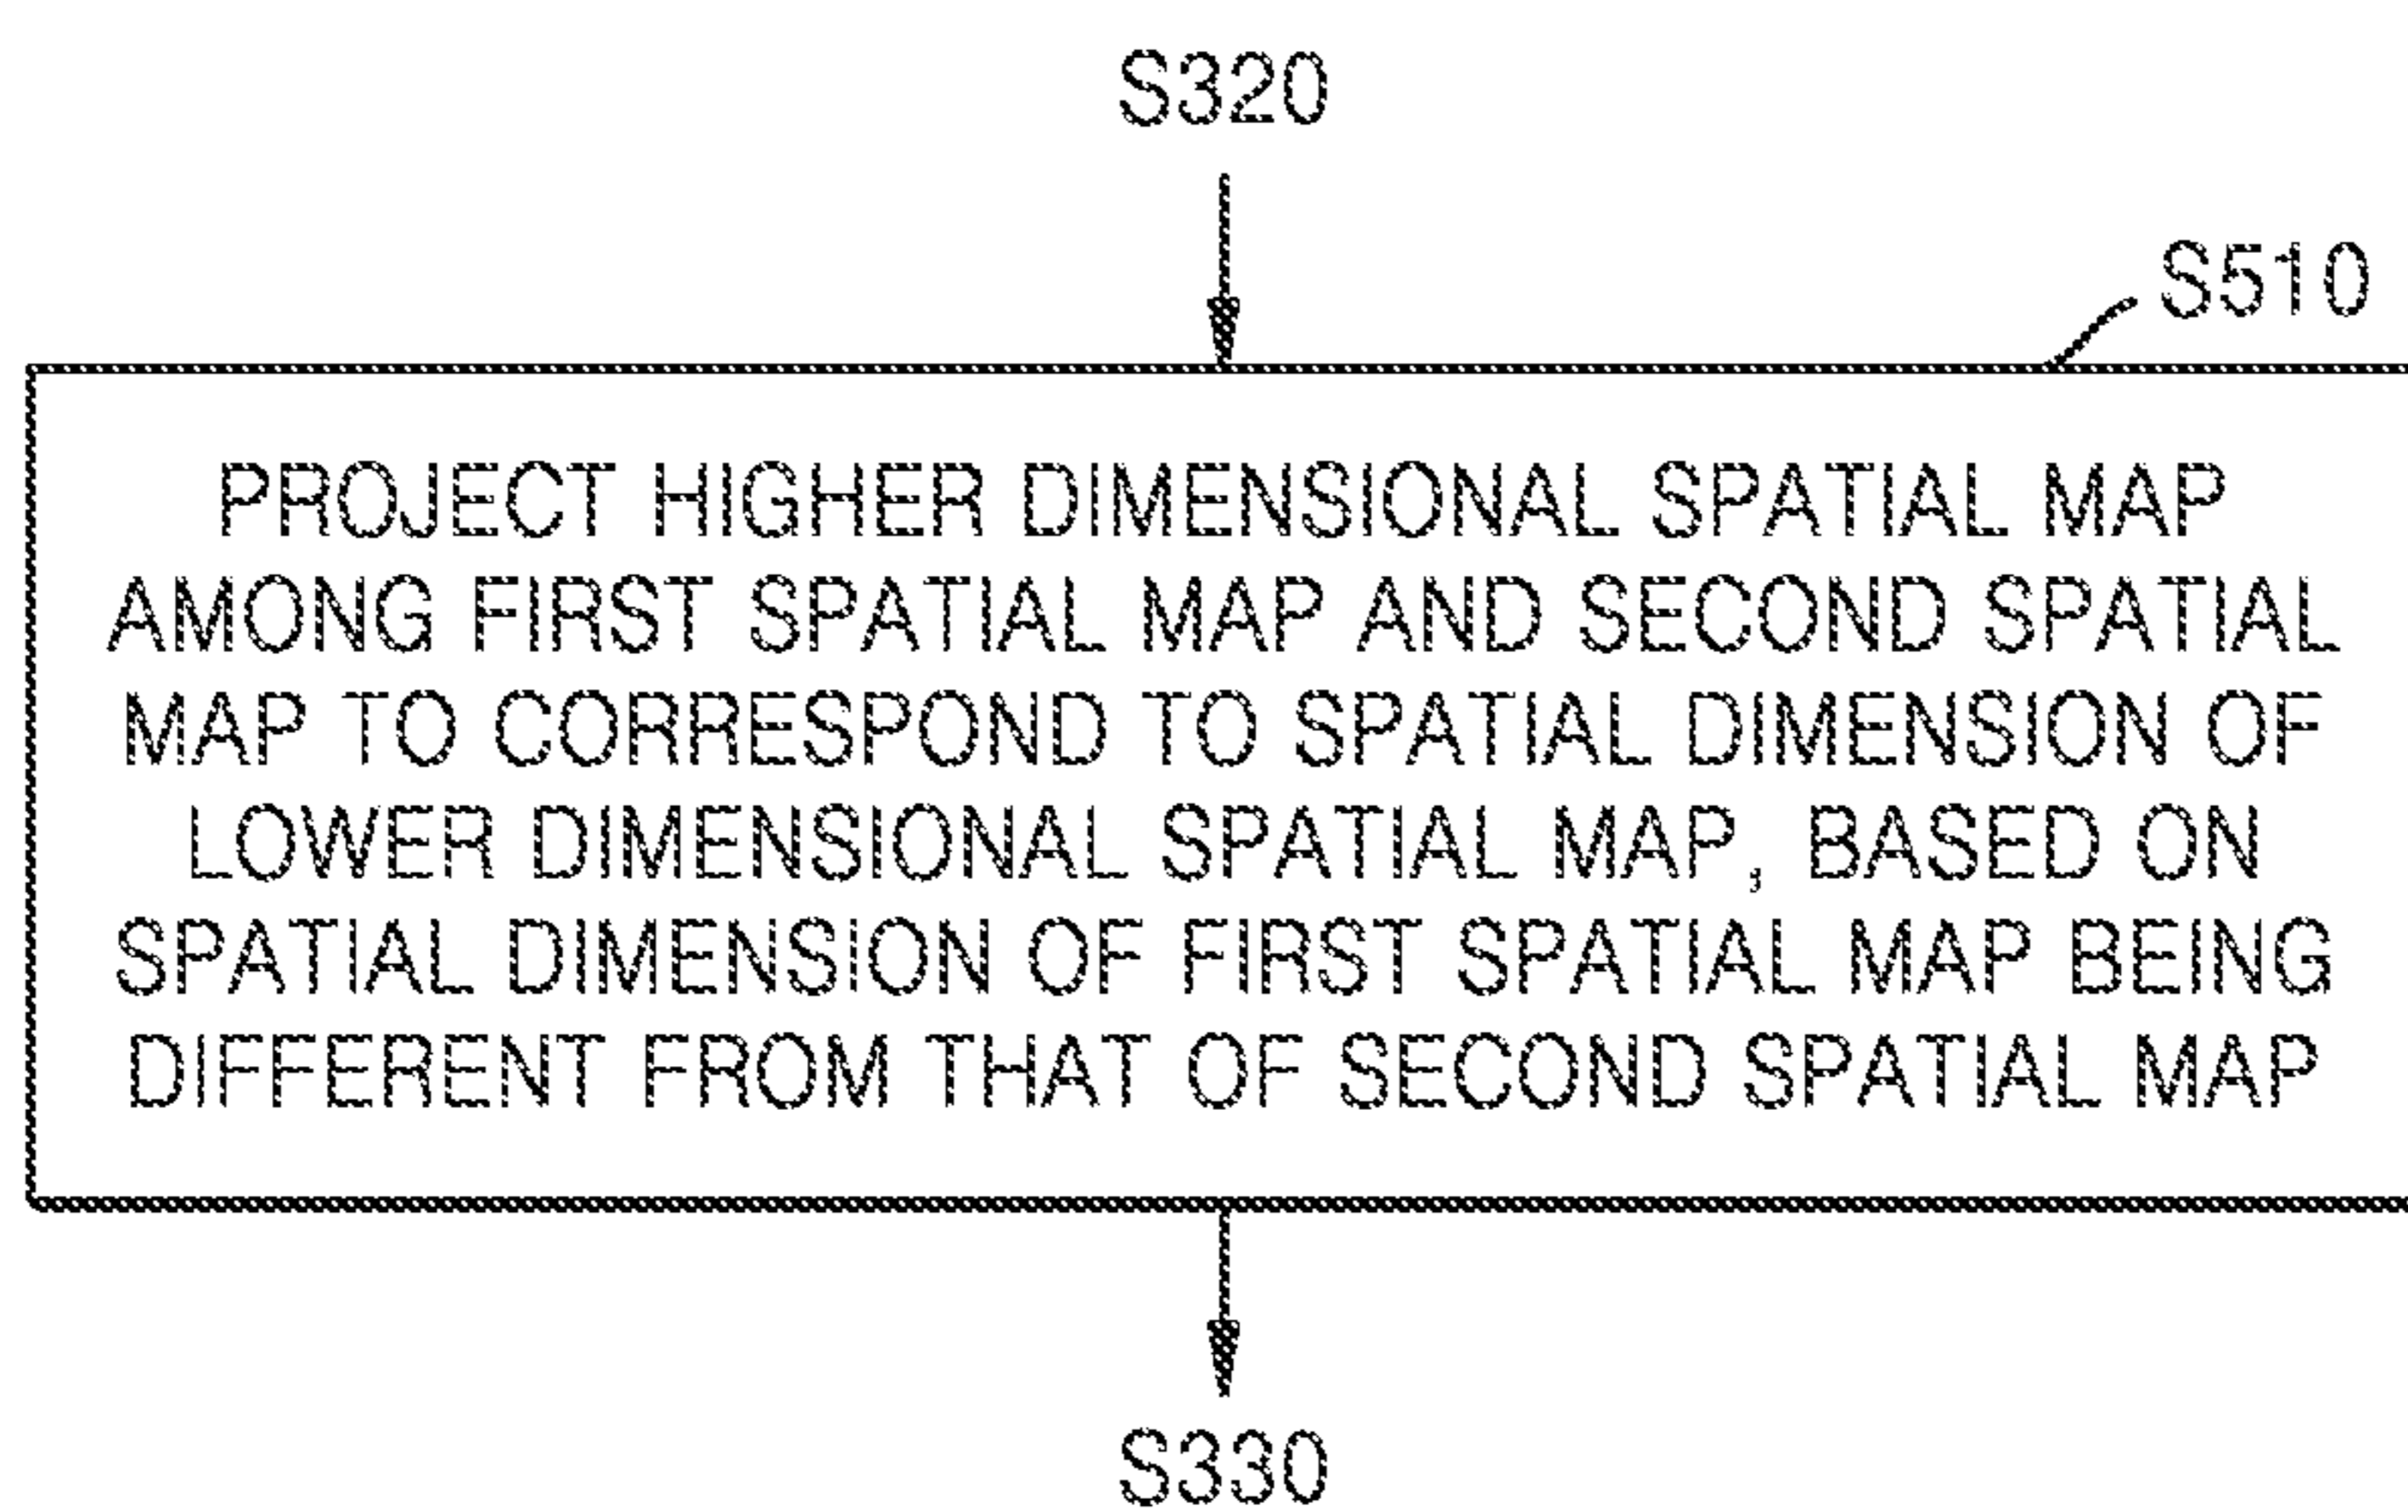 S320
S510
PROJECT HIGHER DIMENSIONAL SPATIAL MAP
AMONG FIRST SPATIAL MAP AND SECOND SPATIAL
MAP TO CORRESPOND TO SPATIAL DIMENSION OF
LOWER DIMENSIONAL SPATIAL MAP, BASED ON
SPATIAL DIMENSION OF FIRST SPATIAL MAP BEING
DIFFERENT FROM THAT OF SECOND SPATIAL MAP
S330